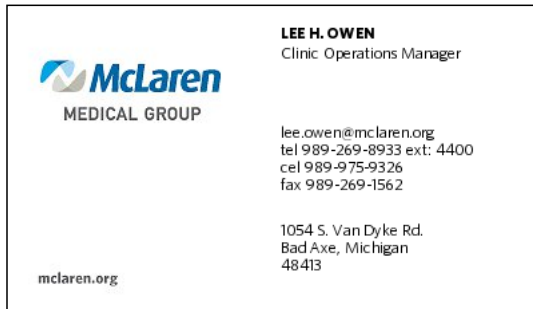 McLaren
MEDICAL GROUP
mclaren.org
LEE H. OWEN
Clinic Operations Manager
lee.owen@mclaren.org
tel 989-269-8933 ext: 4400
cel 989-975-9326
fax 989-269-1562
1054 S. Van Dyke Rd.
Bad Axe, Michigan
48413